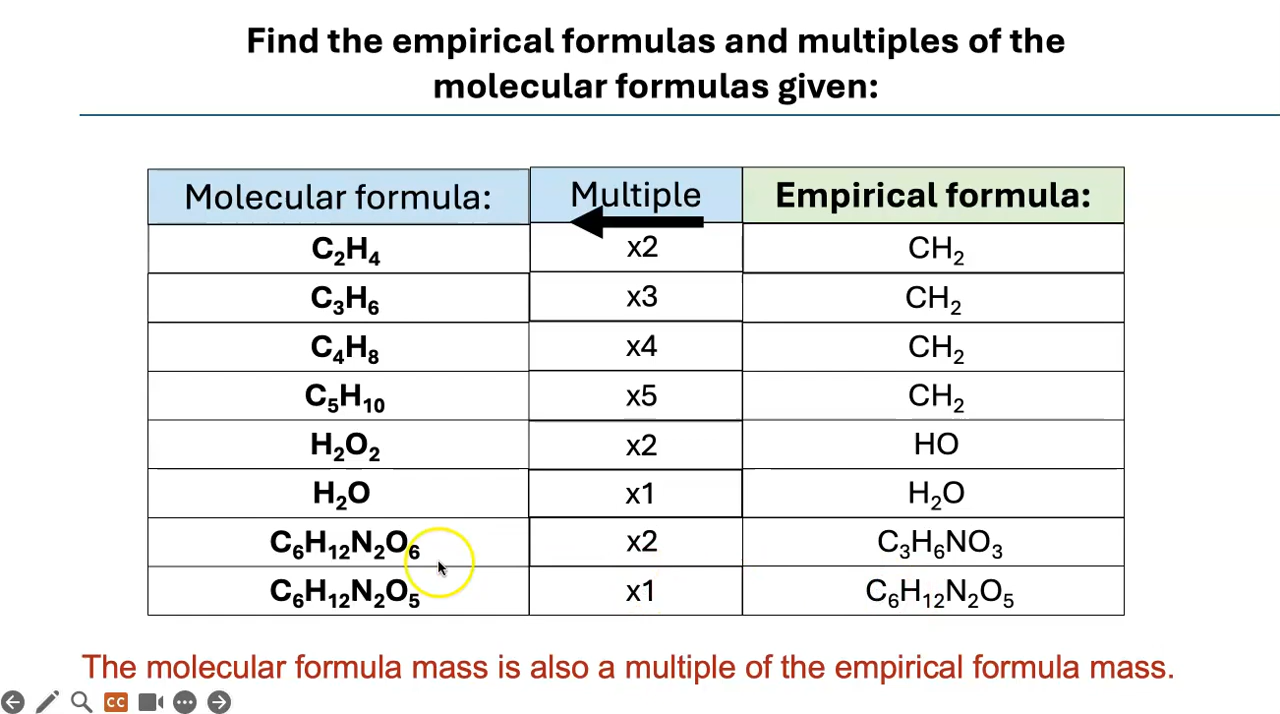 Find the empirical formulas and multiples of the
molecular formulas given:
Molecular formula: Multiple Empirical formula:
C₂H₄ x2 CH₂
C₃H₆ x3 CH₂
C₄H₈ x4 CH₂
C₅H₁₀ x5 CH₂
H₂O₂ x2 HO
H₂O x1 H₂O
C₆H₁₂N₂O₆ x2 C₃H₆NO₃
C₆H₁₂N₂O₅ x1 C₆H₁₂N₂O₅
The molecular formula mass is also a multiple of the empirical formula mass.
CC